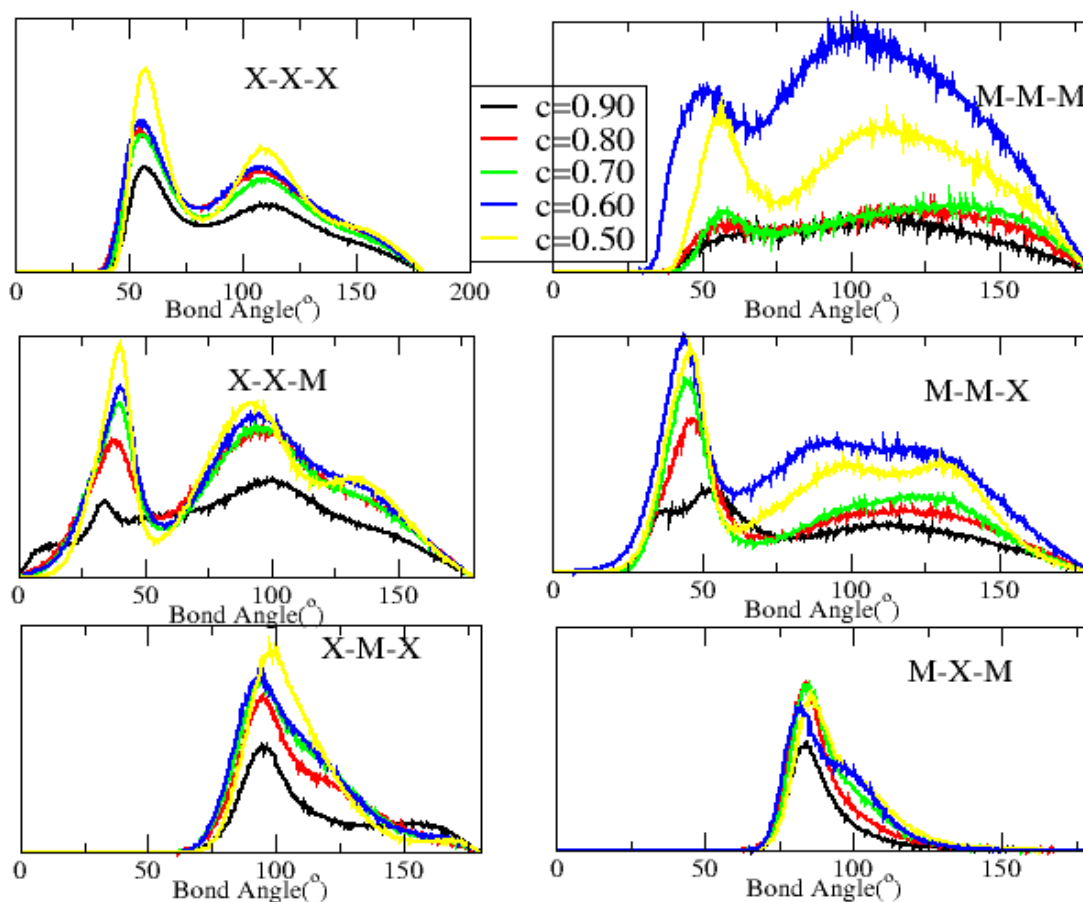 X-X-X
M-M-M
c=0.90
c=0.80
c=0.70
c=0.60
c=0.50
0 50 100 150 200
Bond Angle(°)
0 50 100 150
Bond Angle(°)
X-X-M
M-M-X
0 50 100 150
Bond Angle(°)
0 50 100 150
Bond Angle(°)
X-M-X
M-X-M
0 50 100 150
Bond Angle(°)
0 50 100 150
Bond Angle(°)